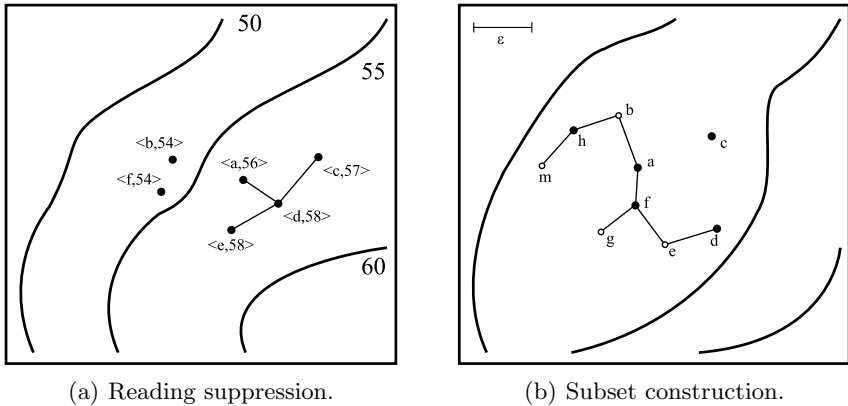 50
55
<b,54>
<a,56>
<c,57>
<f,54>
<d,58>
<e,58>
60
(a) Reading suppression.
ε
b
h
c
m
a
f
g
e
d
(b) Subset construction.